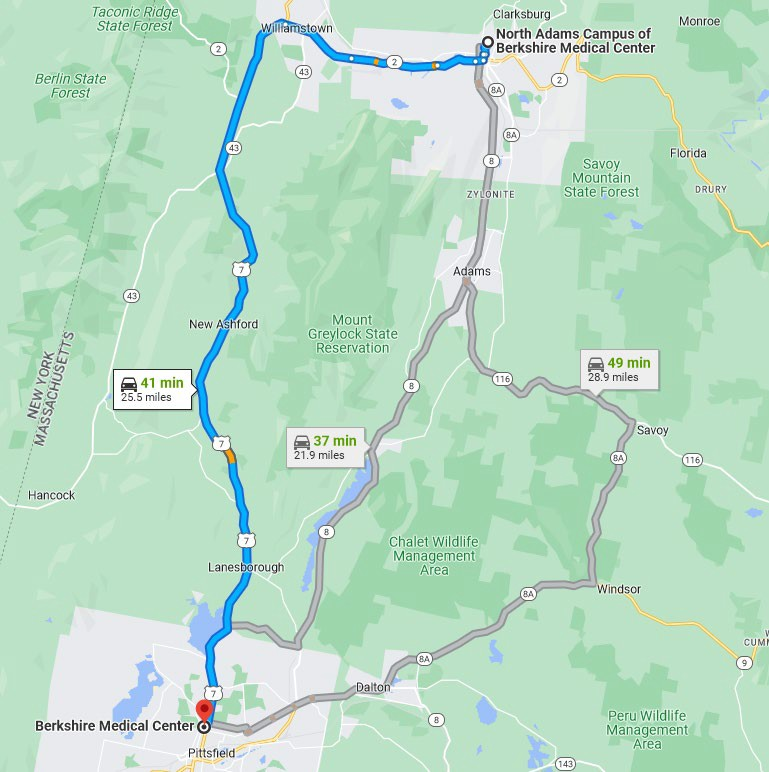 Taconic Ridge
State Forest
Clarksburg
Monroe
Williamstown
North Adams Campus of
Berkshire Medical Center
2
2
43
2
8A
Berlin State
Forest
8A
43
8
Florida
Savoy
Mountain
State Forest
DRURY
ZYLONITE
7
Adams
43
New Ashford
Mount
Greylock State
Reservation
NEW YORK
MASSACHUSETTS
41 min
25.5 miles
49 min
28.9 miles
116
8
37 min
21.9 miles
7
Savoy
8A
116
Hancock
8
7
Chalet Wildlife
Management
Area
Lanesborough
8A
Windsor
W
CUMM
8A
9
7
Dalton
8
Berkshire Medical Center
Peru Wildlife
Management
Area
Pittsfield
143